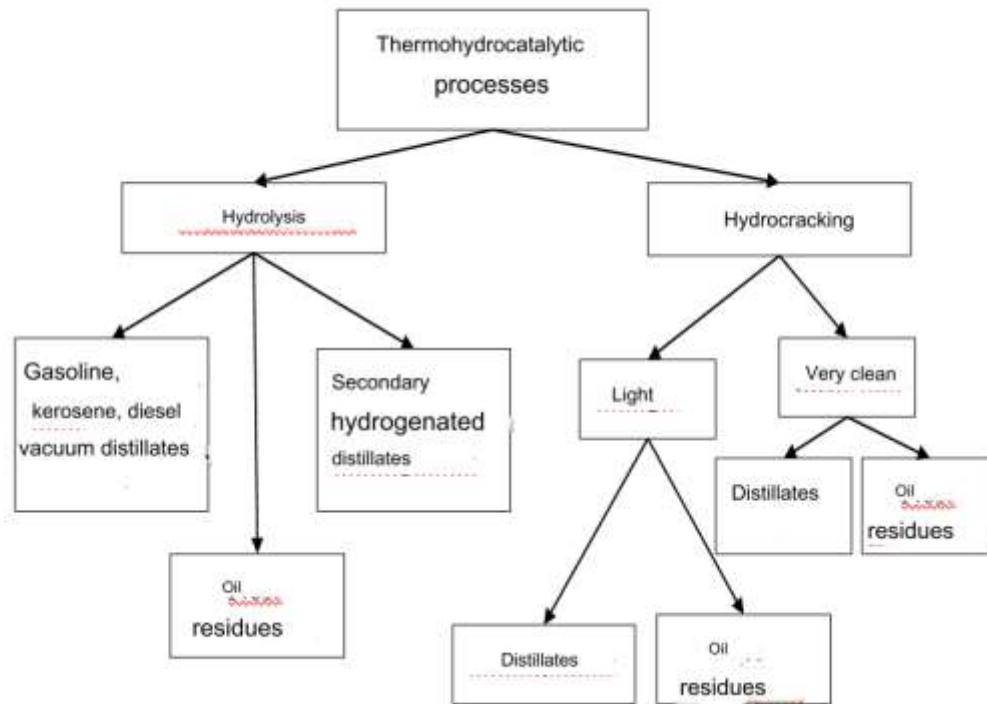 Thermohydrocatalytic
processes
Hydrolysis
Hydrocracking
Gasoline,
kerosene, diesel
vacuum distillates
Secondary
hydrogenated
distillates
Light
Very clean
Distillates
Oil
residues
Oil
residues
Distillates
Oil
residues